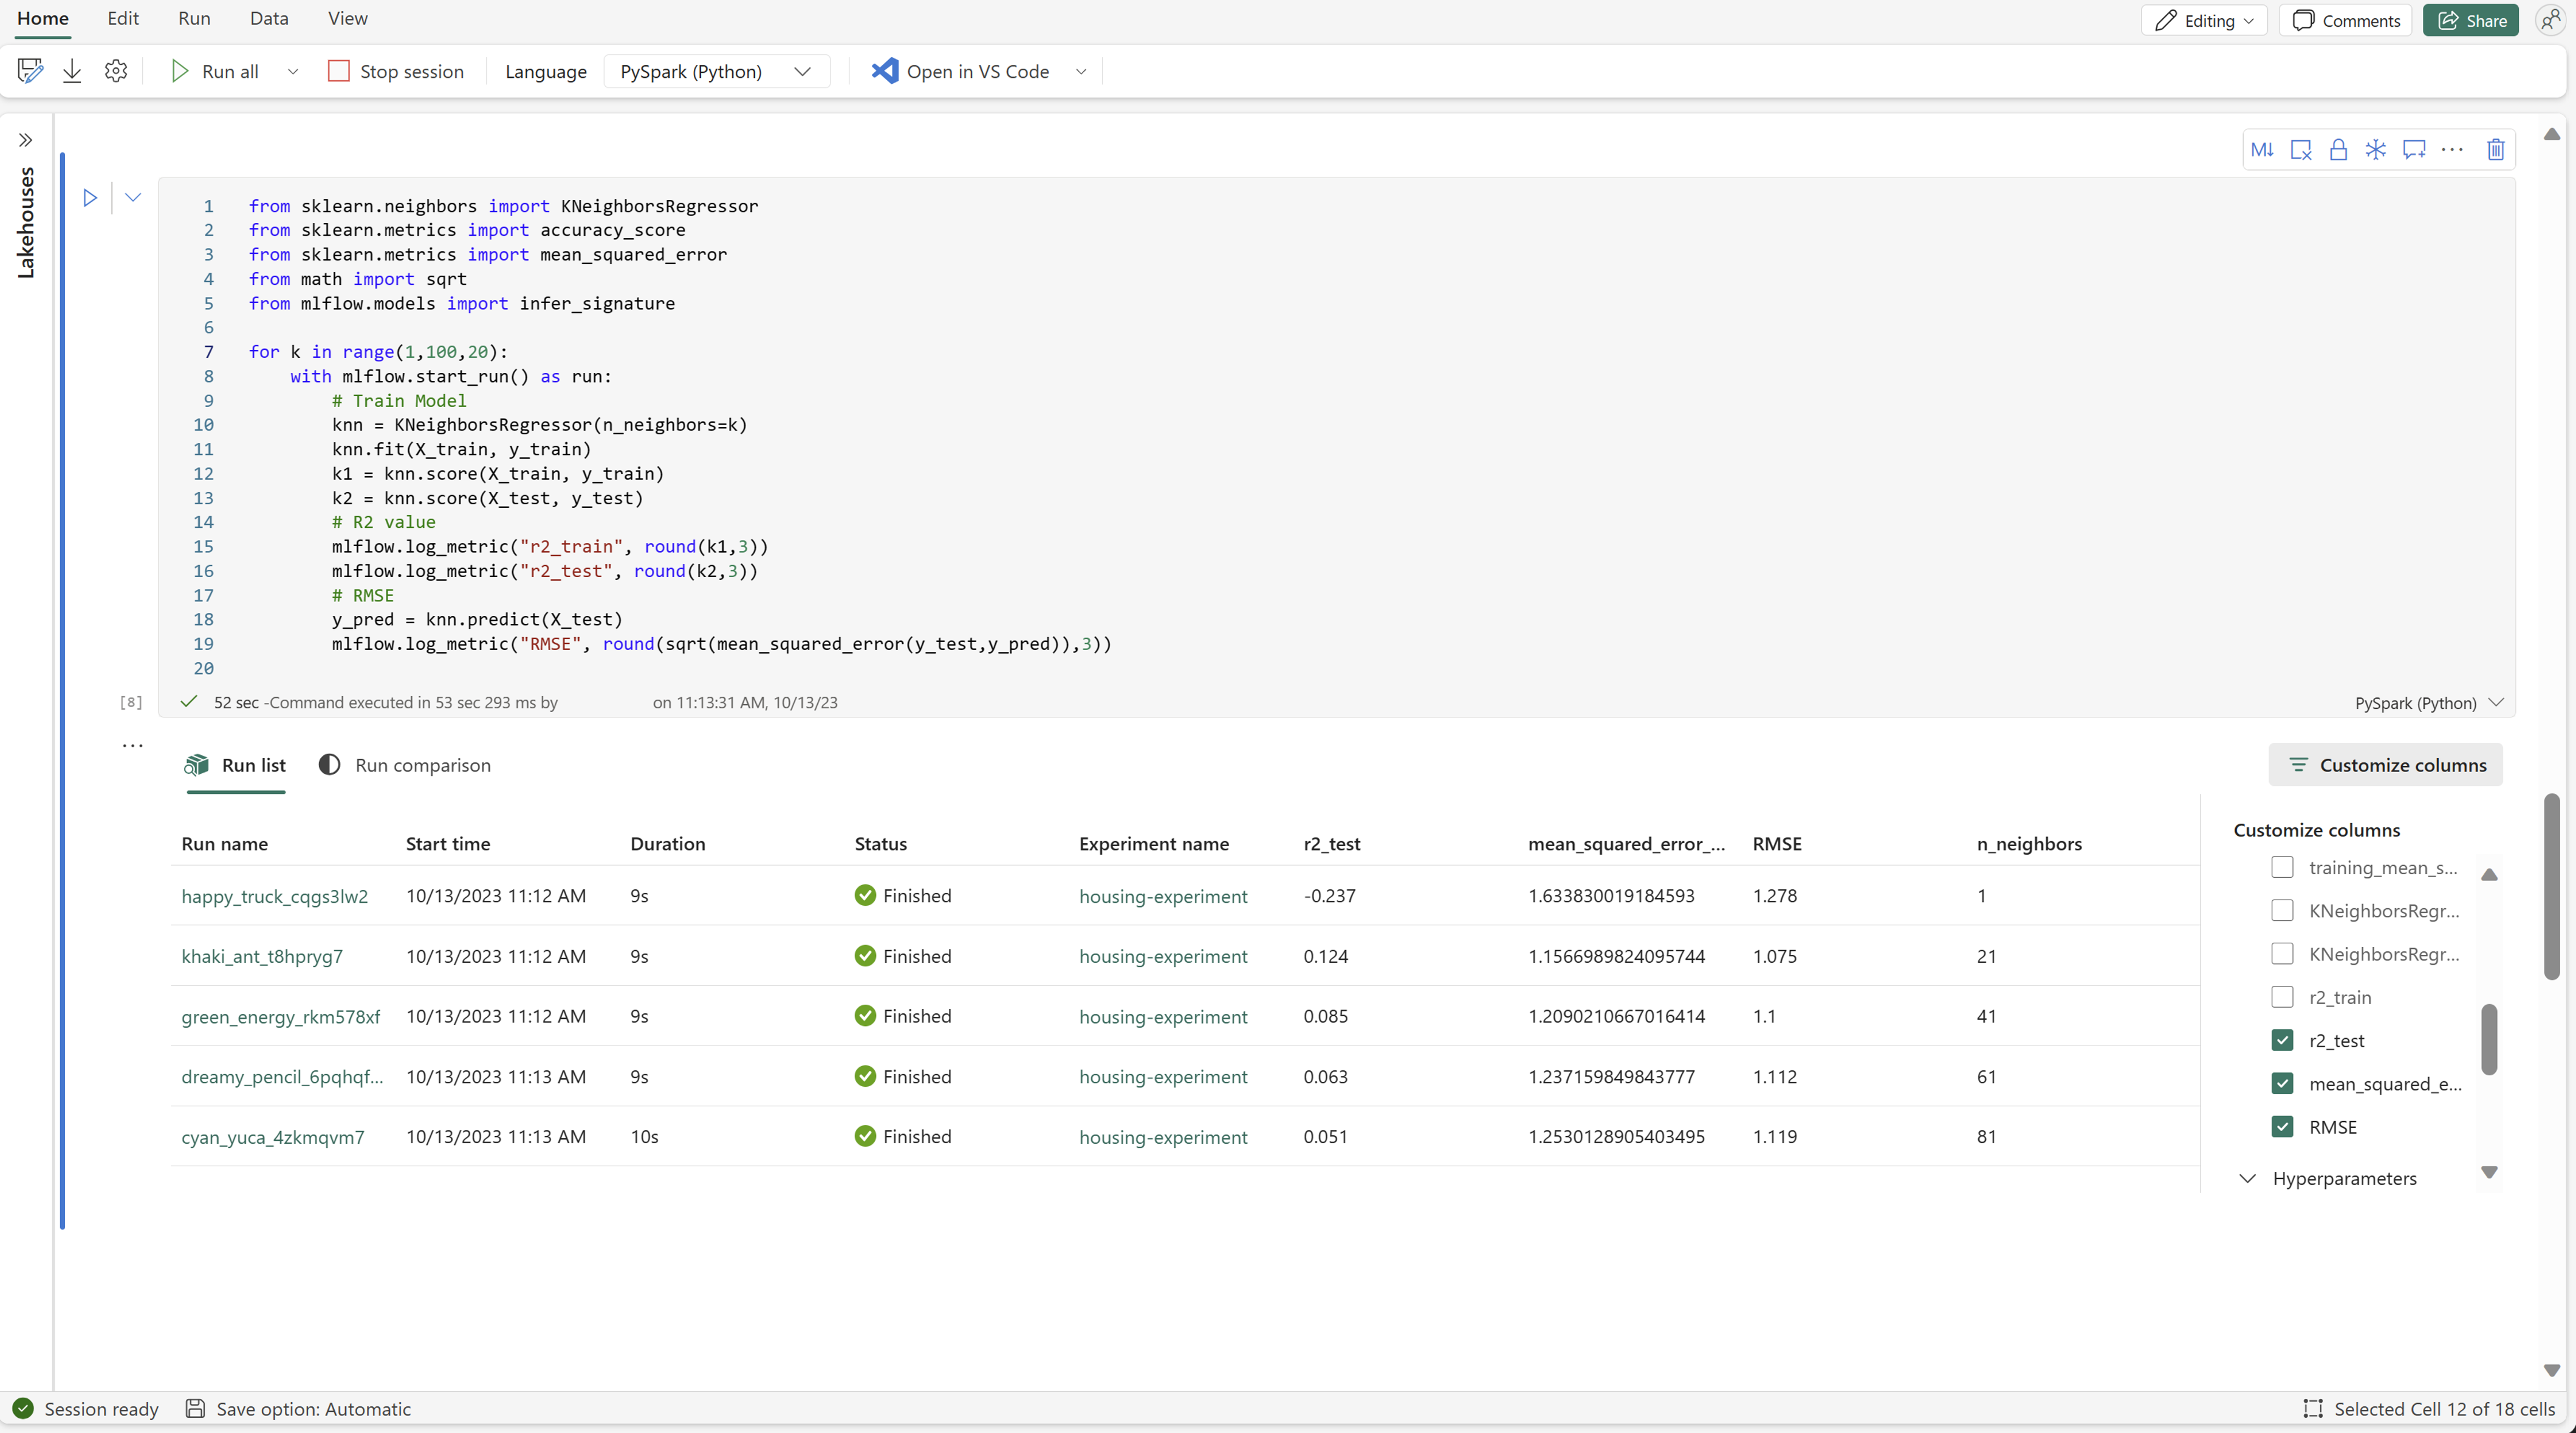 Home Edit Run Data View Editing Comments Share
Run all Stop session Language PySpark (Python) Open in VS Code
Lakehouses
M↓
1 from sklearn.neighbors import KNeighborsRegressor
2 from sklearn.metrics import accuracy_score
3 from sklearn.metrics import mean_squared_error
4 from math import sqrt
5 from mlflow.models import infer_signature
6
7 for k in range(1,100,20):
8     with mlflow.start_run() as run:
9         # Train Model
10         knn = KNeighborsRegressor(n_neighbors=k)
11         knn.fit(X_train, y_train)
12         k1 = knn.score(X_train, y_train)
13         k2 = knn.score(X_test, y_test)
14         # R2 value
15         mlflow.log_metric("r2_train", round(k1,3))
16         mlflow.log_metric("r2_test", round(k2,3))
17         # RMSE
18         y_pred = knn.predict(X_test)
19         mlflow.log_metric("RMSE", round(sqrt(mean_squared_error(y_test,y_pred)),3))
20
[8] 52 sec -Command executed in 53 sec 293 ms by on 11:13:31 AM, 10/13/23 PySpark (Python)
Run list Run comparison Customize columns
Run name Start time Duration Status Experiment name r2_test mean_squared_error_... RMSE n_neighbors
happy_truck_cqgs3lw2 10/13/2023 11:12 AM 9s Finished housing-experiment -0.237 1.633830019184593 1.278 1
khaki_ant_t8hpryg7 10/13/2023 11:12 AM 9s Finished housing-experiment 0.124 1.1566989824095744 1.075 21
green_energy_rkm578xf 10/13/2023 11:12 AM 9s Finished housing-experiment 0.085 1.2090210667016414 1.1 41
dreamy_pencil_6pqhqf... 10/13/2023 11:13 AM 9s Finished housing-experiment 0.063 1.237159849843777 1.112 61
cyan_yuca_4zkmqvm7 10/13/2023 11:13 AM 10s Finished housing-experiment 0.051 1.2530128905403495 1.119 81
Customize columns
training_mean_s...
KNeighborsRegr...
KNeighborsRegr...
r2_train
r2_test
mean_squared_e...
RMSE
Hyperparameters
Session ready Save option: Automatic Selected Cell 12 of 18 cells